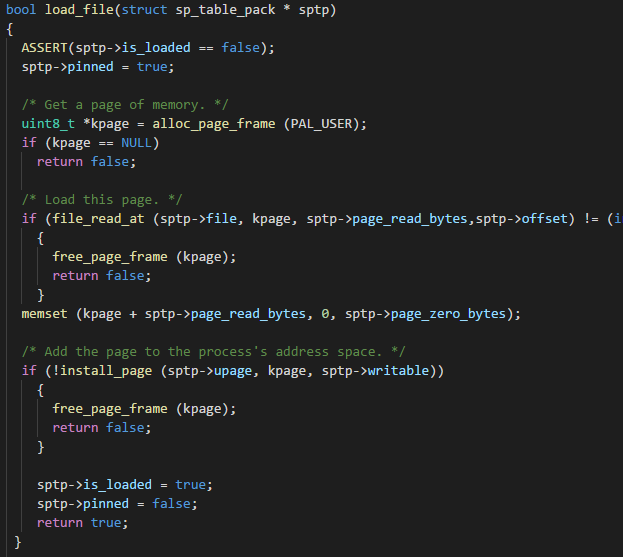 bool load_file(struct sp_table_pack * sptp)
{
  ASSERT(sptp->is_loaded == false);
  sptp->pinned = true;

  /* Get a page of memory. */
  uint8_t *kpage = alloc_page_frame (PAL_USER);
  if (kpage == NULL)
    return false;

  /* Load this page. */
  if (file_read_at (sptp->file, kpage, sptp->page_read_bytes,sptp->offset) != (i
    {
      free_page_frame (kpage);
      return false;
    }
  memset (kpage + sptp->page_read_bytes, 0, sptp->page_zero_bytes);

  /* Add the page to the process's address space. */
  if (!install_page (sptp->upage, kpage, sptp->writable))
    {
      free_page_frame (kpage);
      return false;
    }

    sptp->is_loaded = true;
    sptp->pinned = false;
    return true;
 }